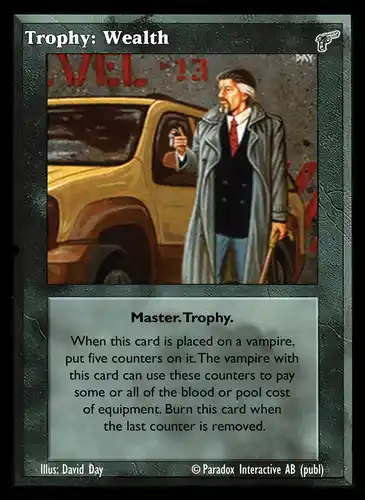 Trophy: Wealth
VEL -13
DAY
Master. Trophy.
When this card is placed on a vampire,
put five counters on it. The vampire with
this card can use these counters to pay
some or all of the blood or pool cost
of equipment. Burn this card when
the last counter is removed.
Illus: David Day
© Paradox Interactive AB (publ)